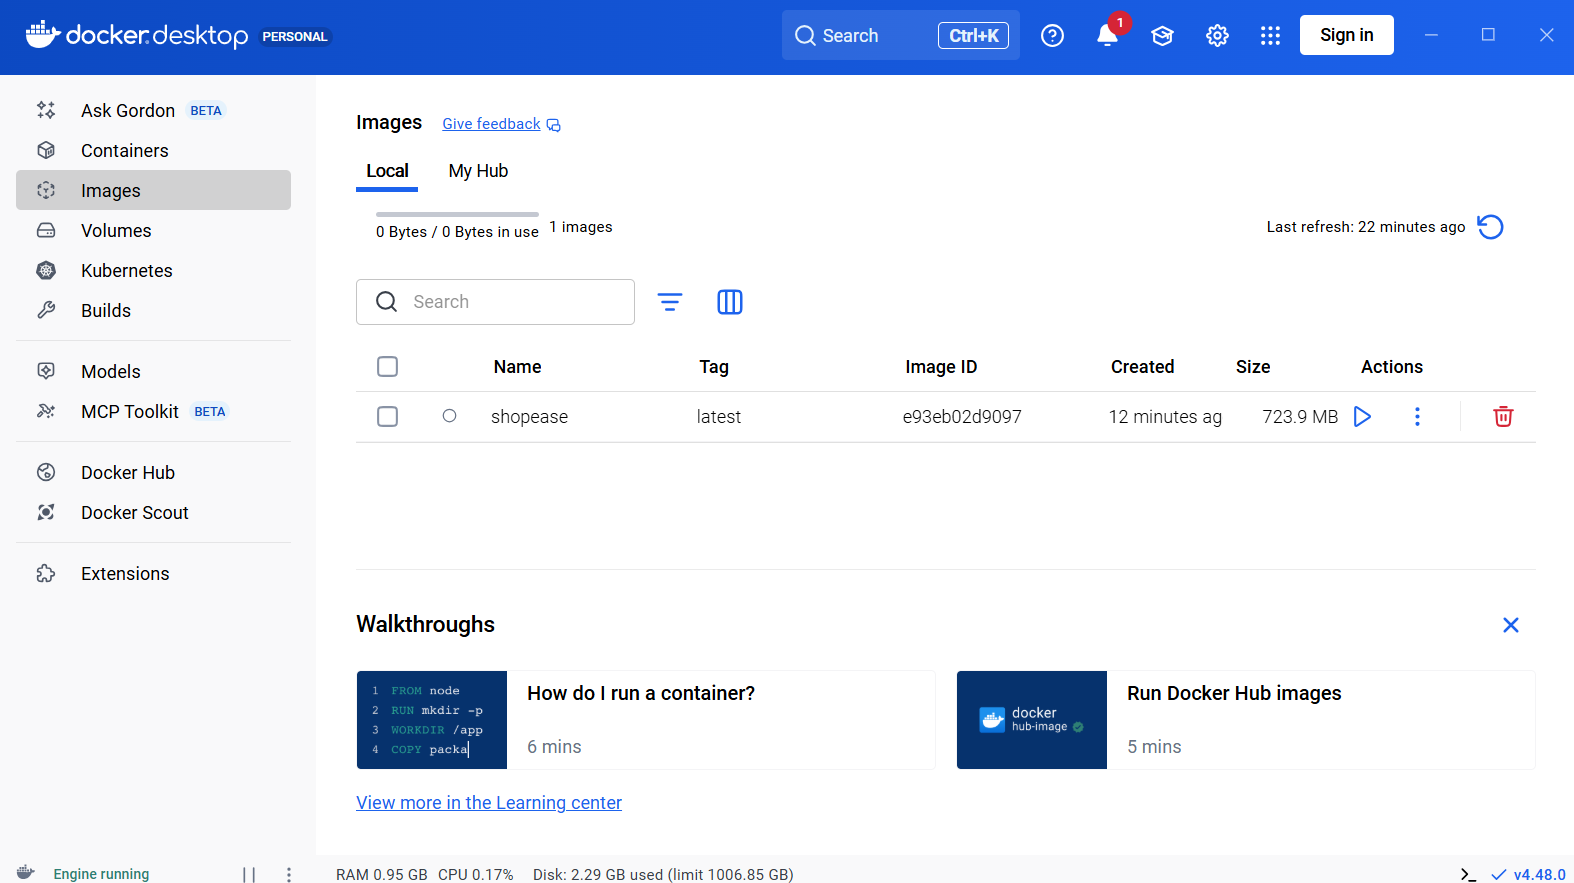 docker desktop PERSONAL Search Ctrl+K 1 Sign in
Ask Gordon BETA
Containers
Images
Volumes
Kubernetes
Builds
Models
MCP Toolkit BETA
Docker Hub
Docker Scout
Extensions
Images Give feedback
Local My Hub
0 Bytes / 0 Bytes in use 1 images Last refresh: 22 minutes ago
Search
Name Tag Image ID Created Size Actions
shopease latest e93eb02d9097 12 minutes ag 723.9 MB
Walkthroughs
1 FROM node
2 RUN mkdir -p
3 WORKDIR /app
4 COPY packa
How do I run a container?
6 mins
docker
hub-image
Run Docker Hub images
5 mins
View more in the Learning center
Engine running RAM 0.95 GB CPU 0.17% Disk: 2.29 GB used (limit 1006.85 GB) v4.48.0